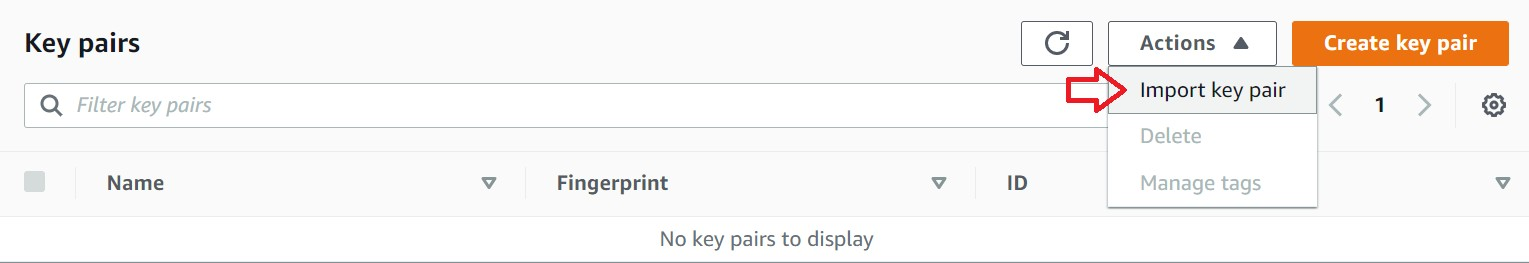 Key pairs
Actions
Create key pair
Filter key pairs
Import key pair
1
Delete
Name
Fingerprint
ID
Manage tags
No key pairs to display